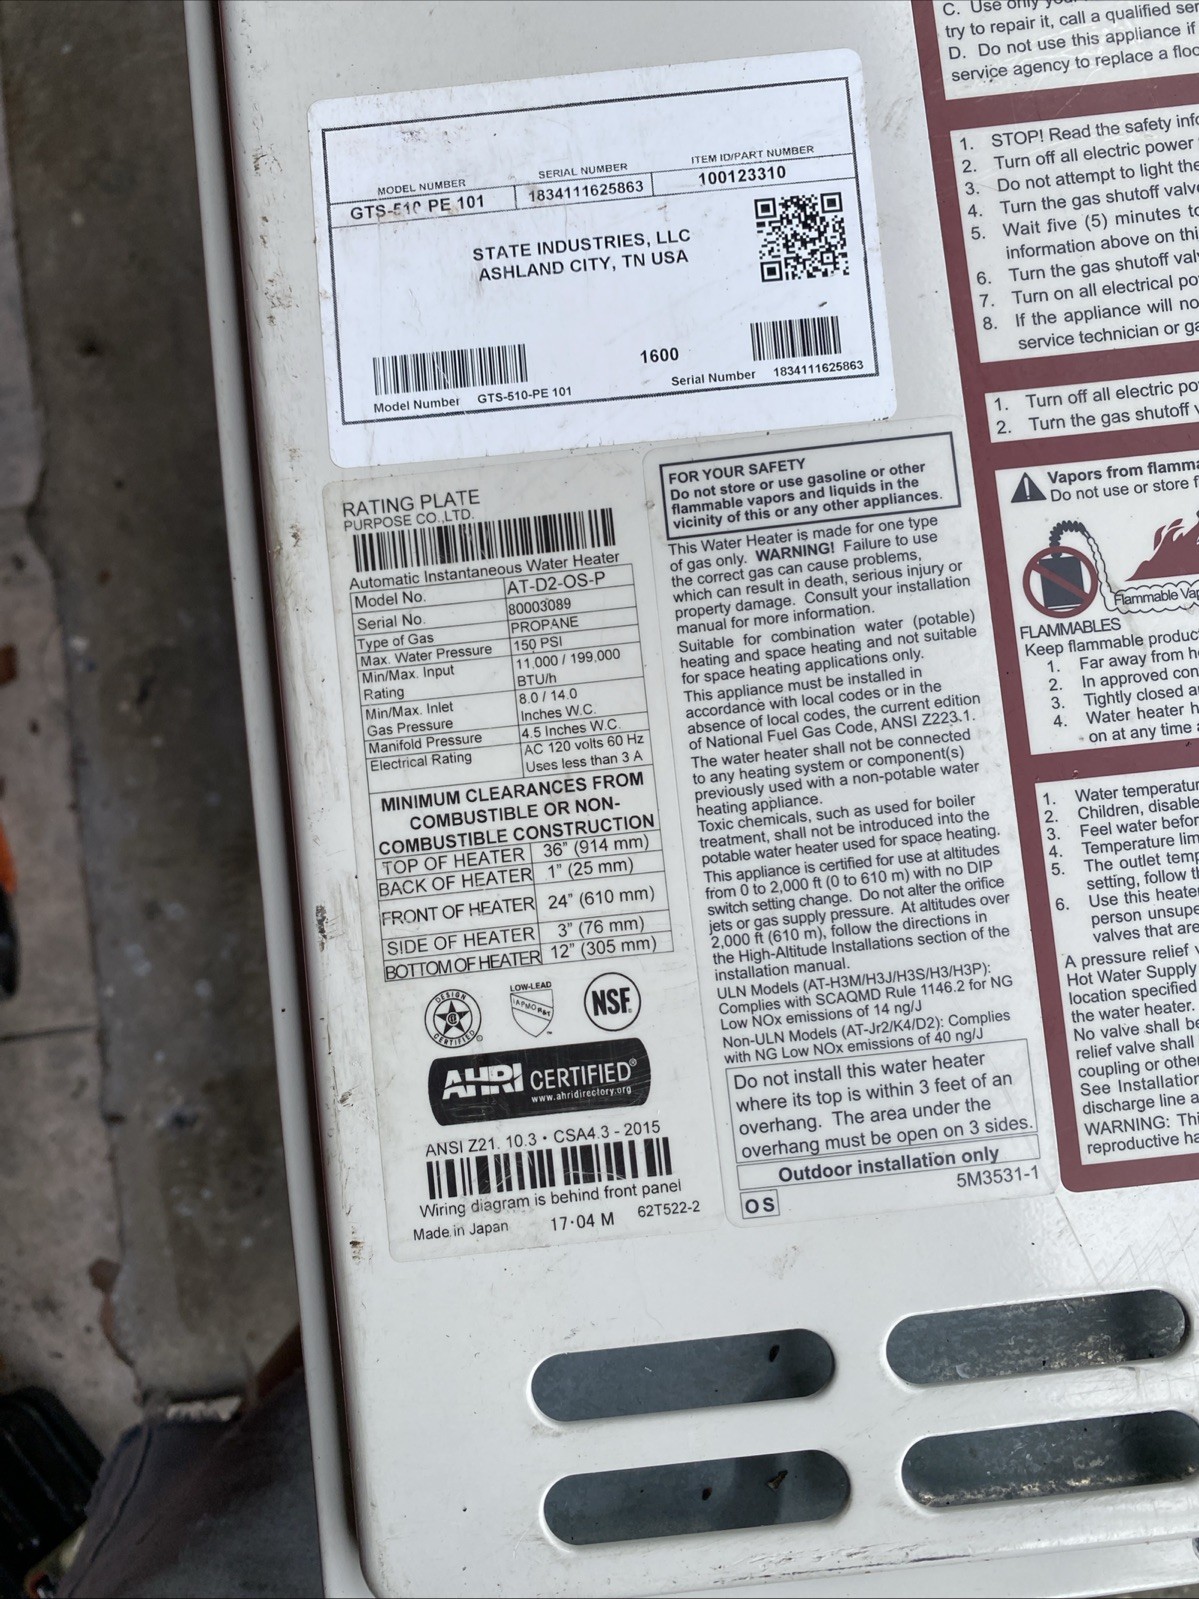 MODEL NUMBER
SERIAL NUMBER
ITEM ID/PART NUMBER
GTS-510 PE 101
1834111625863
100123310
STATE INDUSTRIES, LLC
ASHLAND CITY, TN USA
1600
Model Number GTS-510-PE 101
Serial Number 1834111625863
RATING PLATE
PURPOSE CO.,LTD.
Automatic Instantaneous Water Heater
Model No. AT-D2-OS-P
Serial No. 80003089
Type of Gas PROPANE
Max. Water Pressure 150 PSI
Min/Max. Input 11,000 / 199,000
Rating BTU/h
Min/Max. Inlet 8.0 / 14.0
Gas Pressure Inches W.C.
Manifold Pressure 4.5 Inches W.C.
Electrical Rating AC 120 volts 60 Hz
Uses less than 3 A
MINIMUM CLEARANCES FROM
COMBUSTIBLE OR NON-
COMBUSTIBLE CONSTRUCTION
TOP OF HEATER 36" (914 mm)
BACK OF HEATER 1" (25 mm)
FRONT OF HEATER 24" (610 mm)
SIDE OF HEATER 3" (76 mm)
BOTTOM OF HEATER 12" (305 mm)
DESIGN
CERTIFIED
LOW-LEAD
NSF
AHRI CERTIFIED®
www.ahridirectory.org
ANSI Z21. 10.3 · CSA4.3 - 2015
Wiring diagram is behind front panel
Made in Japan 17·04 M 62T522-2
FOR YOUR SAFETY
Do not store or use gasoline or other
flammable vapors and liquids in the
vicinity of this or any other appliances.
This Water Heater is made for one type
of gas only. WARNING! Failure to use
the correct gas can cause problems,
which can result in death, serious injury or
property damage. Consult your installation
manual for more information.
Suitable for combination water (potable)
heating and space heating and not suitable
for space heating applications only.
This appliance must be installed in
accordance with local codes or in the
absence of local codes, the current edition
of National Fuel Gas Code, ANSI Z223.1.
The water heater shall not be connected
to any heating system or component(s)
previously used with a non-potable water
heating appliance.
Toxic chemicals, such as used for boiler
treatment, shall not be introduced into the
potable water heater used for space heating.
This appliance is certified for use at altitudes
from 0 to 2,000 ft (0 to 610 m) with no DIP
switch setting change. Do not alter the orifice
jets or gas supply pressure. At altitudes over
2,000 ft (610 m), follow the directions in
the High-Altitude Installations section of the
installation manual.
ULN Models (AT-H3M/H3J/H3S/H3/H3P):
Complies with SCAQMD Rule 1146.2 for NG
Low NOx emissions of 14 ng/J
Non-ULN Models (AT-Jr2/K4/D2): Complies
with NG Low NOx emissions of 40 ng/J
Do not install this water heater
where its top is within 3 feet of an
overhang. The area under the
overhang must be open on 3 sides.
Outdoor installation only
OS
5M3531-1
C. Use only
try to repair it, call a qualified
D. Do not use this appliance if
service agency to replace a
1. STOP! Read the safety
2. Turn off all electric power
3. Do not attempt to light the
4. Turn the gas shutoff
5. Wait five (5) minutes
information above on
6. Turn the gas shutoff
7. Turn on all electrical
8. If the appliance will
service technician or
1. Turn off all electric
2. Turn the gas shutoff
Vapors from
Do not use or store
Flammable
FLAMMABLES
Keep flammable
1. Far away from
2. In approved
3. Tightly closed
4. Water heater
on at any time
1. Water
2. Children,
3. Feel water
4. Temperature
5. The outlet
setting, follow
6. Use this
person
valves that are
A pressure relief
Hot Water Supply
location specified
the water heater.
No valve shall be
relief valve shall
coupling or
See Installation
discharge line
WARNING:
reproductive